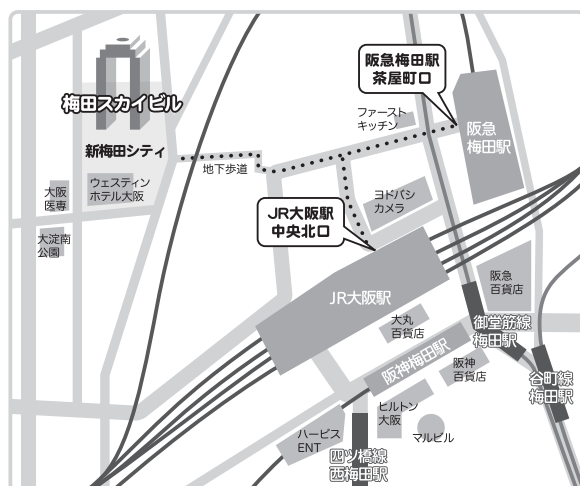 阪急梅田駅
茶屋町口
梅田スカイビル
ファースト
キッチン
阪急
梅田駅
新梅田シティ
地下歩道
ウェスティン
ホテル大阪
大阪
医専
ヨドバシ
カメラ
JR大阪駅
中央北口
大淀南
公園
JR大阪駅
阪急
百貨店
大丸
百貨店
御堂筋線
梅田駅
阪神梅田駅
阪神
百貨店
谷町線
梅田駅
ヒルトン
大阪
ハービス
ENT
マルビル
四ツ橋線
西梅田駅